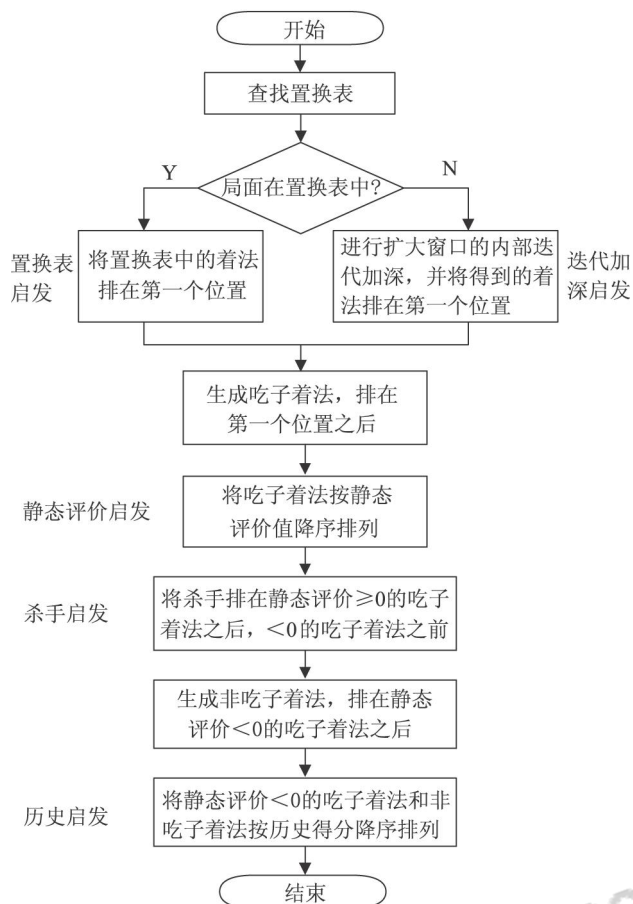 开始
查找置换表
Y
局面在置换表中?
N
置换表
启发
将置换表中的着法
排在第一个位置
进行扩大窗口的内部迭
代加深，并将得到的着
法排在第一个位置
迭代加
深启发
生成吃子着法，排在
第一个位置之后
静态评价启发
将吃子着法按静态
评价值降序排列
杀手启发
将杀手排在静态评价≥0的吃子
着法之后，<0的吃子着法之前
生成非吃子着法，排在静态
评价<0的吃子着法之后
历史启发
将静态评价<0的吃子着法和非
吃子着法按历史得分降序排列
结束